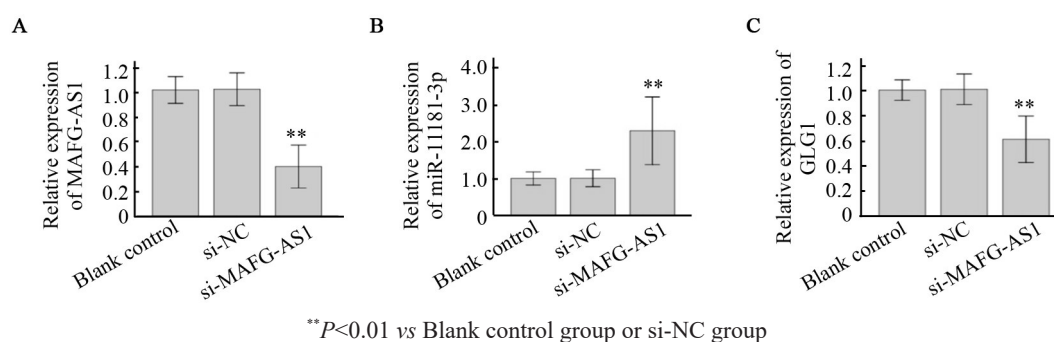 A
Relative expression
of MAFG-AS1
1.2
1.0
0.8
0.6
0.4
0.2
0
**
Blank control
si-NC
si-MAFG-AS1
B
Relative expression
of miR-11181-3p
4.0
3.0
2.0
1.0
0
**
Blank control
si-NC
si-MAFG-AS1
C
Relative expression of
GLG1
1.2
1.0
0.8
0.6
0.4
0.2
0
**
Blank control
si-NC
si-MAFG-AS1
**P<0.01 vs Blank control group or si-NC group